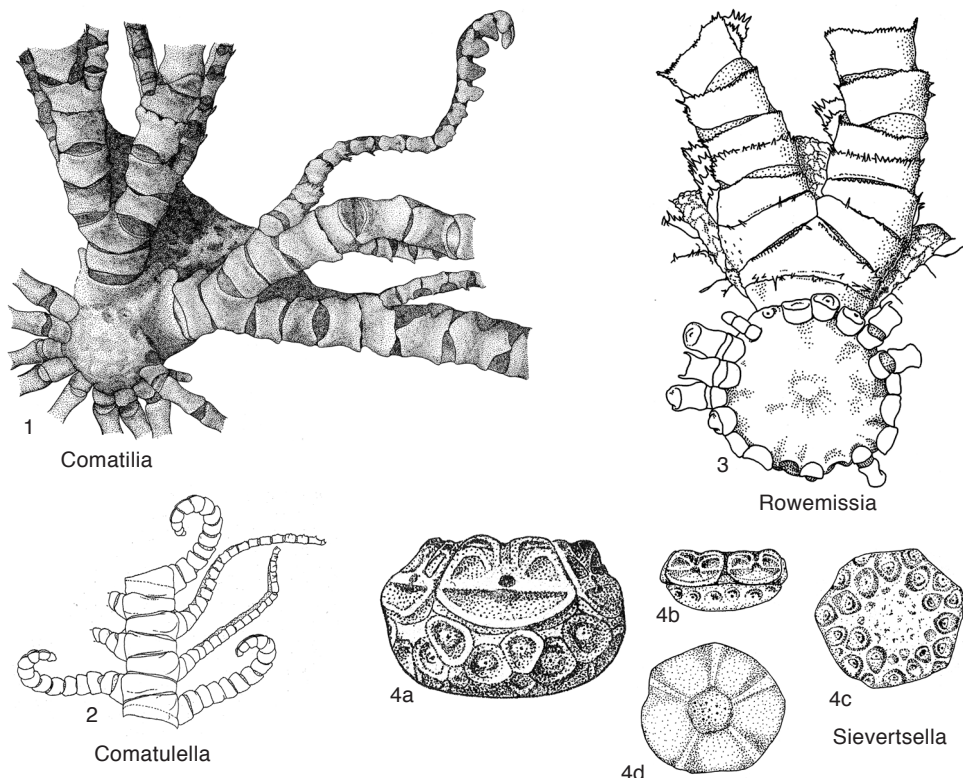 1
Comatilia
3
Rowemissia
2
Comatulella
4a
4b
4c
4d
Sievertsella